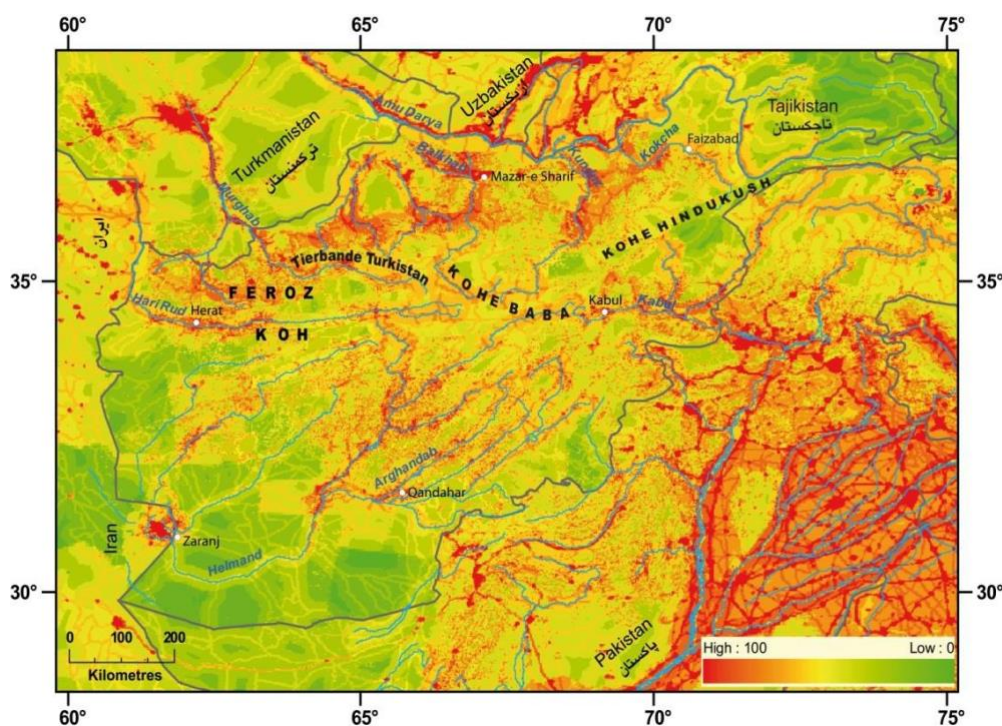 60° 65° 70° 75°
Uzbakistan
ازبکستان
Tajikistan
تاجکستان
Amu Darya
Turkmanistan
ترکمنستان
Kokcha
Faizabad
Balkhab
Mazar-e Sharif
Murghab
ایران
KOHE HINDUKUSH
35° 35°
Tierbande Turkistan
FEROZ
KOHE BABA
Kabul
Kabul
Hari Rud
Herat
KOH
Arghandab
Qandahar
Iran
Zaranj
Helmand
30° 30°
Pakistan
پاکستان
0 100 200
Kilometres
High : 100 Low : 0
60° 65° 70° 75°